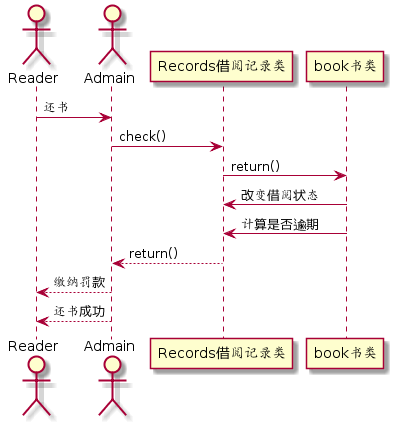 Reader
Admain
Records借阅记录类
book书类
还书
check()
return()
改变借阅状态
计算是否逾期
return()
缴纳罚款
还书成功
Reader
Admain
Records借阅记录类
book书类